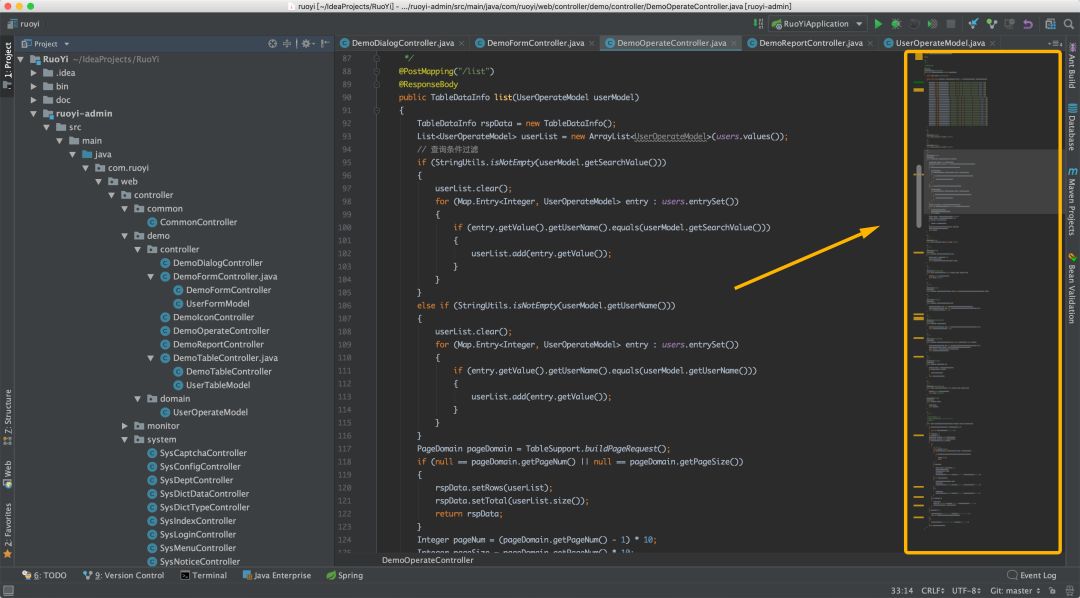 ruoyi [~/IdeaProjects/RuoYi] - .../ruoyi-admin/src/main/java/com/ruoyi/web/controller/demo/controller/DemoOperateController.java [ruoyi-admin]
ruoyi
RuoYiApplication
Project
DemoDialogController.java
DemoFormController.java
DemoOperateController.java
DemoReportController.java
UserOperateModel.java
1: Project
Z: Structure
Web
2: Favorites
RuoYi ~/IdeaProjects/RuoYi
.idea
bin
doc
ruoyi-admin
src
main
java
com.ruoyi
web
controller
common
CommonController
demo
controller
DemoDialogController
DemoFormController.java
DemoFormController
UserFormModel
DemoIconController
DemoOperateController
DemoReportController
DemoTableController.java
DemoTableController
UserTableModel
domain
UserOperateModel
monitor
system
SysCaptchaController
SysConfigController
SysDeptController
SysDictDataController
SysDictTypeController
SysIndexController
SysLoginController
SysMenuController
SysNoticeController
87 */
88 @PostMapping("/list")
89 @ResponseBody
90 public TableDataInfo list(UserOperateModel userModel)
91 {
92 TableDataInfo rspData = new TableDataInfo();
93 List<UserOperateModel> userList = new ArrayList<UserOperateModel>(users.values());
94 // 查询条件过滤
95 if (StringUtils.isNotEmpty(userModel.getSearchValue()))
96 {
97 userList.clear();
98 for (Map.Entry<Integer, UserOperateModel> entry : users.entrySet())
99 {
100 if (entry.getValue().getUserName().equals(userModel.getSearchValue()))
101 {
102 userList.add(entry.getValue());
103 }
104 }
105 }
106 else if (StringUtils.isNotEmpty(userModel.getUserName()))
107 {
108 userList.clear();
109 for (Map.Entry<Integer, UserOperateModel> entry : users.entrySet())
110 {
111 if (entry.getValue().getUserName().equals(userModel.getUserName()))
112 {
113 userList.add(entry.getValue());
114 }
115 }
116 }
117 PageDomain pageDomain = TableSupport.buildPageRequest();
118 if (null == pageDomain.getPageNum() || null == pageDomain.getPageSize())
119 {
120 rspData.setRows(userList);
121 rspData.setTotal(userList.size());
122 return rspData;
123 }
124 Integer pageNum = (pageDomain.getPageNum() - 1) * 10;
125 Integer pageSize = pageDomain.getPageNum() * 10;
DemoOperateController
Ant Build
Database
Maven Projects
Bean Validation
6: TODO
9: Version Control
Terminal
Java Enterprise
Spring
Event Log
33:14 CRLF UTF-8 Git: master